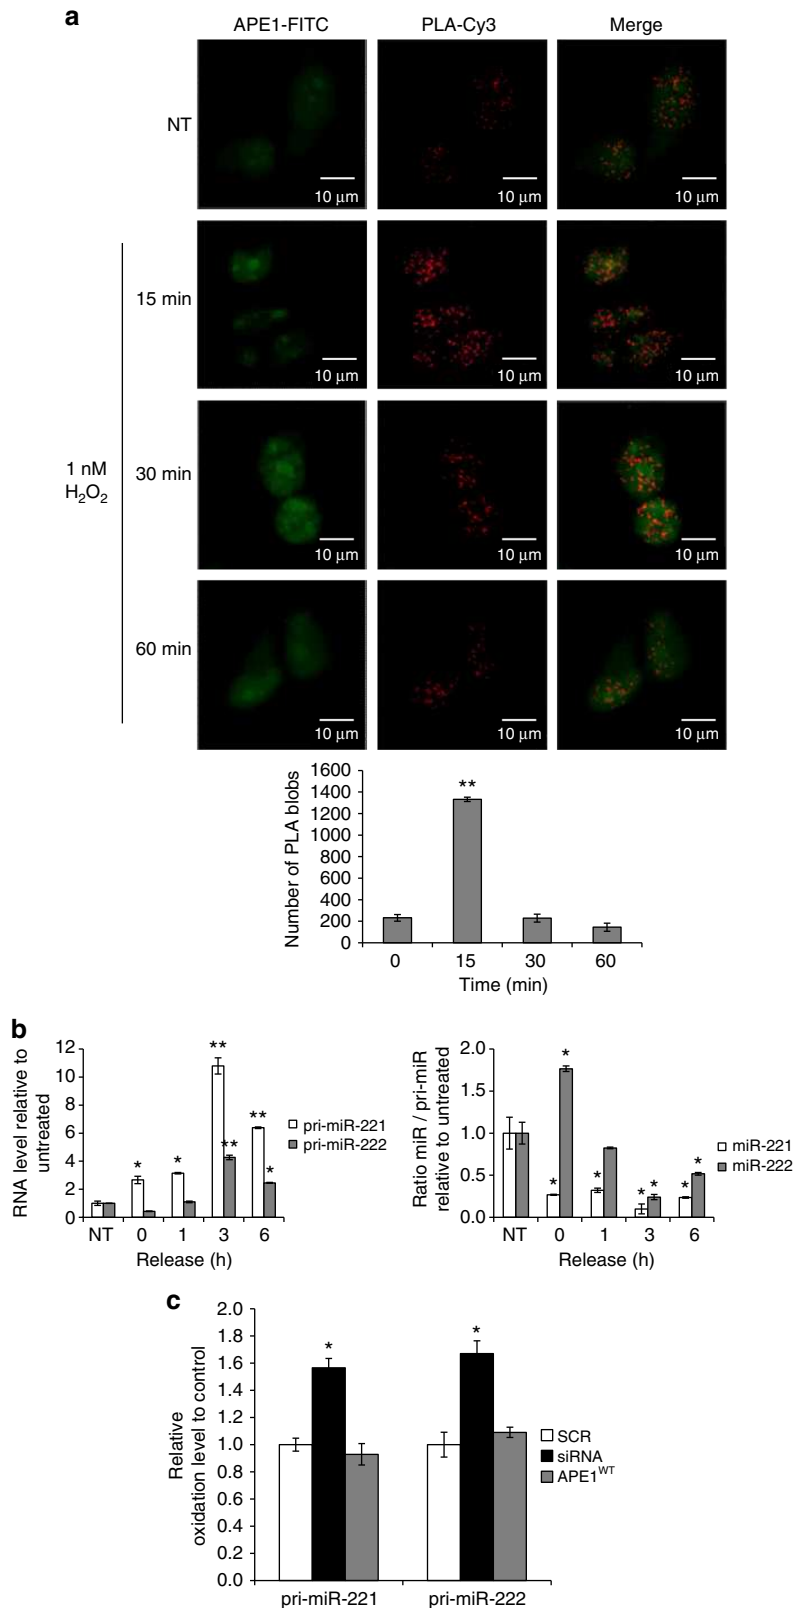 a
APE1-FITC PLA-Cy3 Merge
NT
10 μm 10 μm 10 μm
15 min
10 μm 10 μm 10 μm
1 nM
H₂O₂
30 min
10 μm 10 μm 10 μm
60 min
10 μm 10 μm 10 μm
Number of PLA blobs
1600
1400
1200
1000
800
600
400
200
0
**
0 15 30 60
Time (min)
b
RNA level relative to
untreated
12
10
8
6
4
2
0
* * ** ** ** *
NT 0 1 3 6
Release (h)
pri-miR-221
pri-miR-222
Ratio miR / pri-miR
relative to untreated
2.0
1.5
1.0
0.5
0.0
* * * * * * *
NT 0 1 3 6
Release (h)
miR-221
miR-222
c
Relative
oxidation level to control
2.0
1.8
1.6
1.4
1.2
1.0
0.8
0.6
0.4
0.2
0.0
* *
pri-miR-221 pri-miR-222
SCR
siRNA
APE1ᵂᵀ